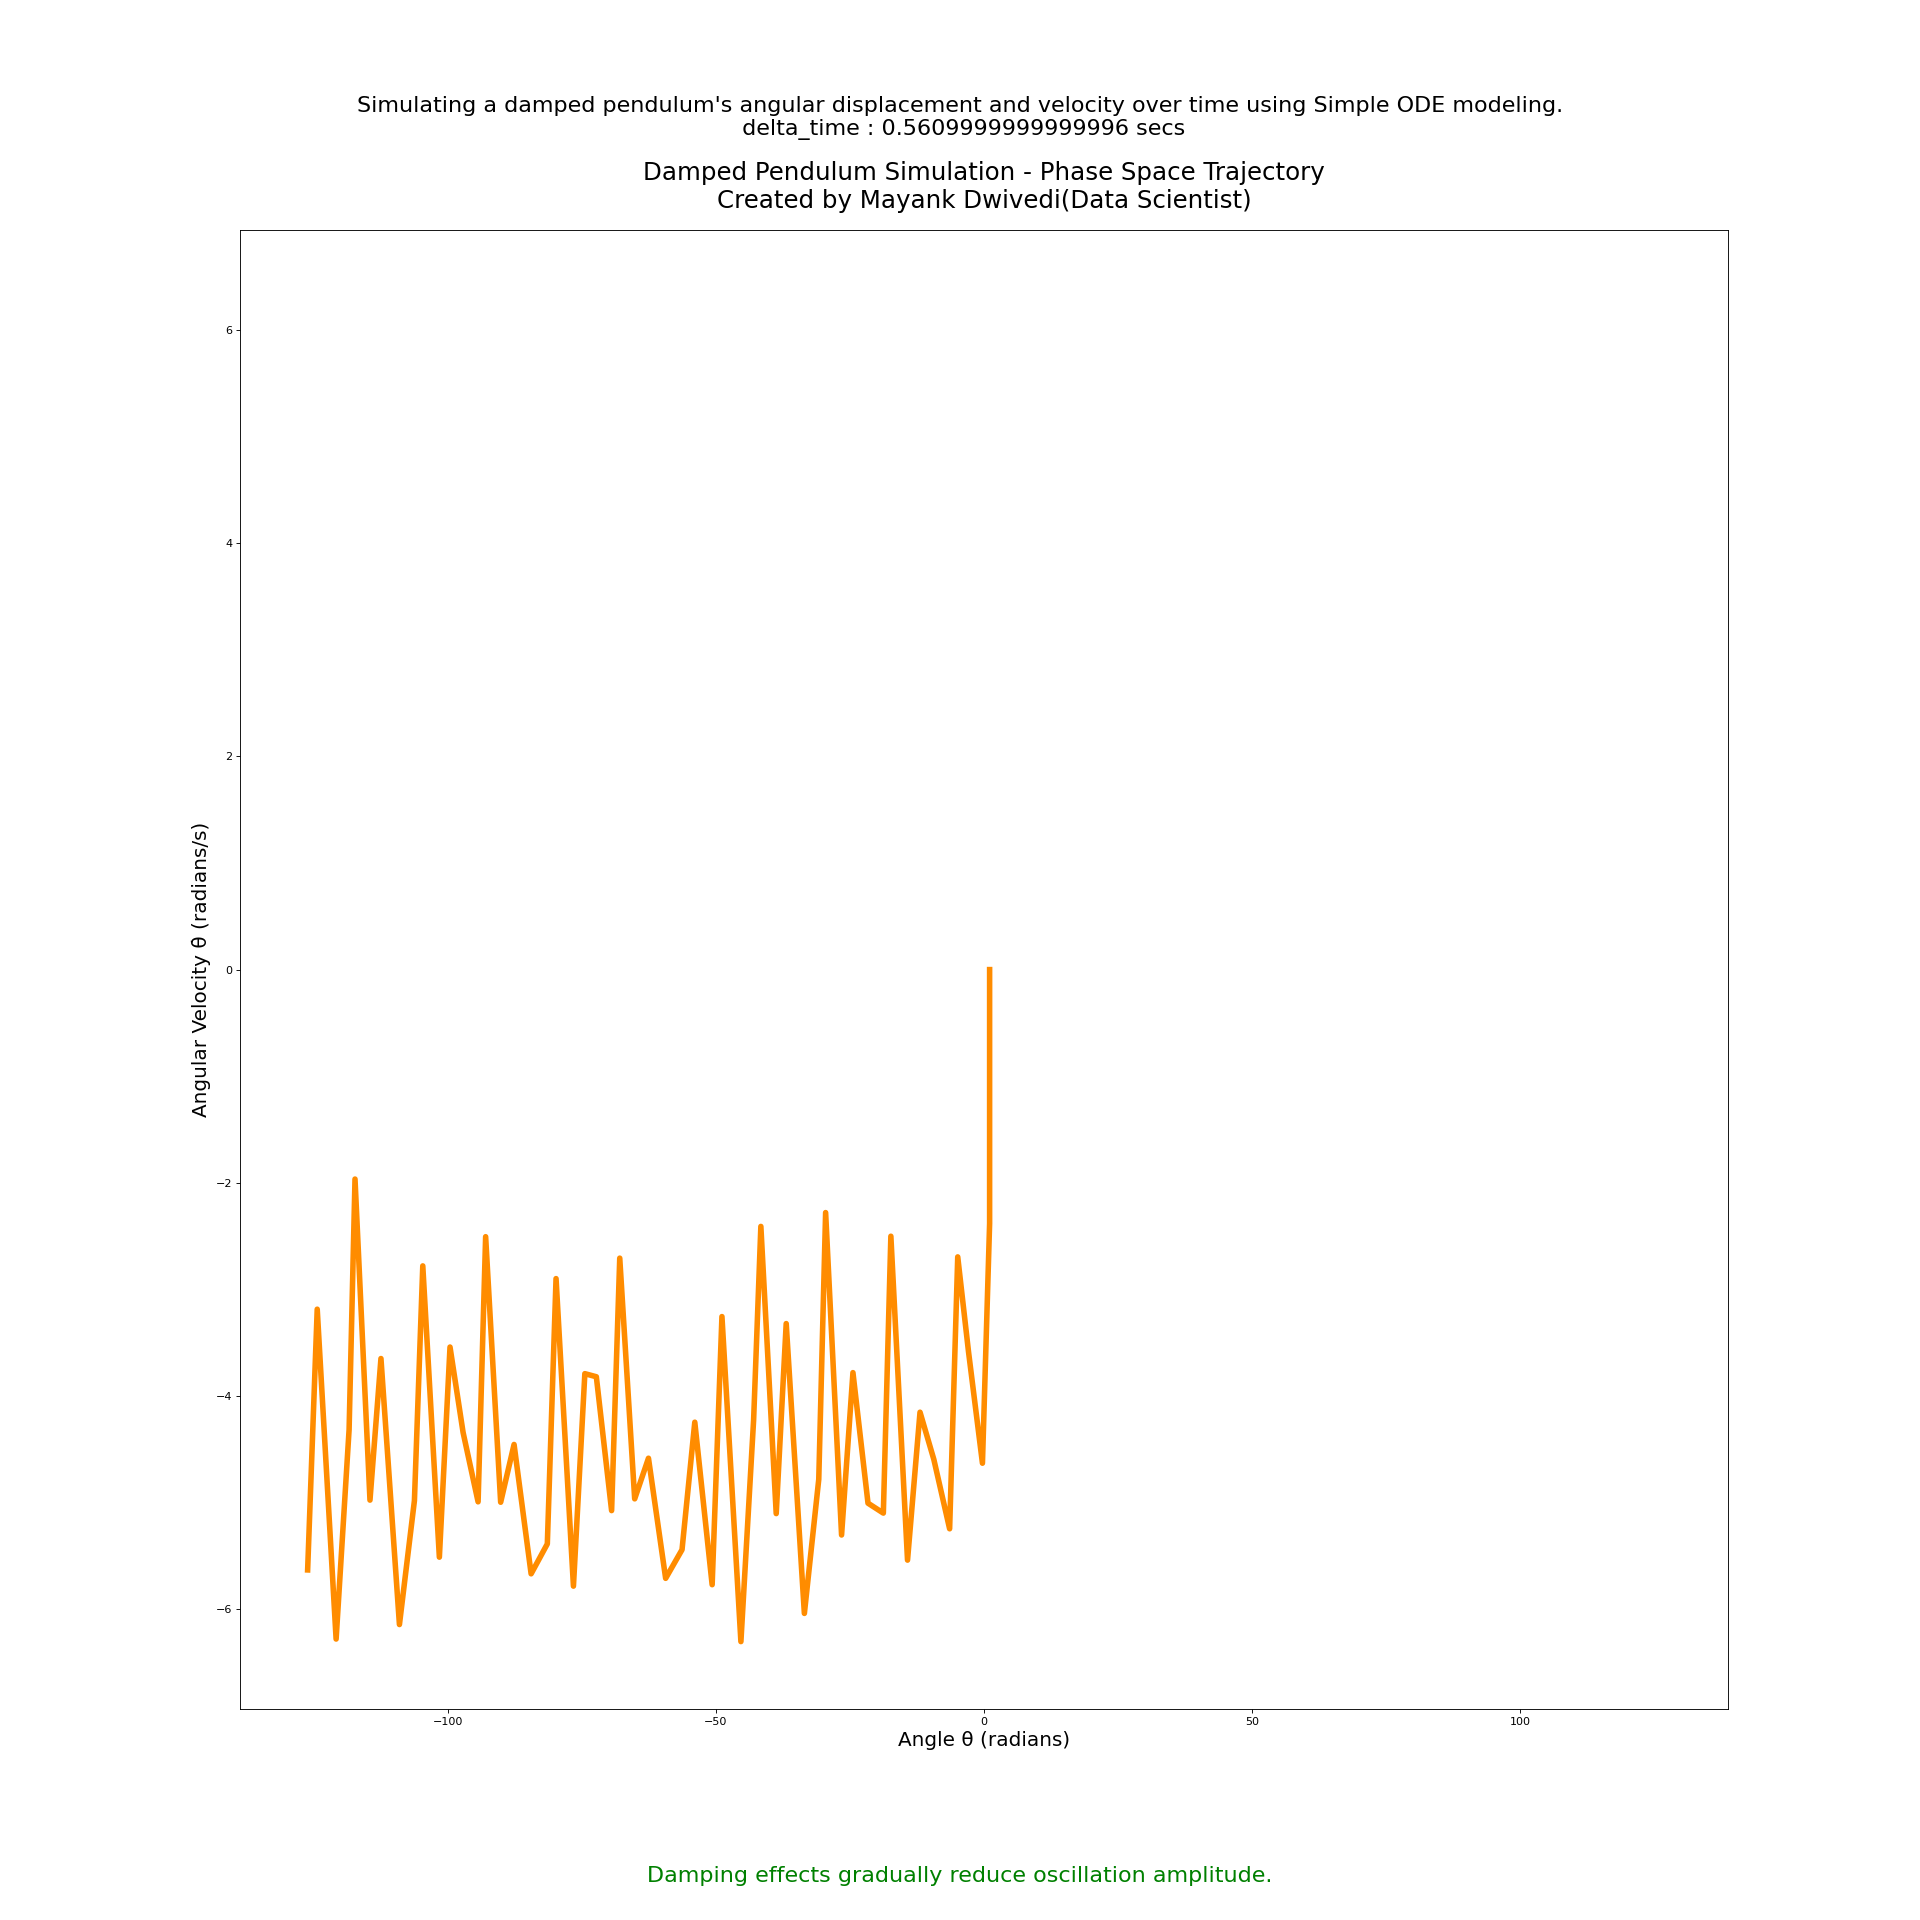 Simulating a damped pendulum's angular displacement and velocity over time using Simple ODE modeling.
delta_time : 0.5609999999999996 secs
Damped Pendulum Simulation - Phase Space Trajectory
Created by Mayank Dwivedi(Data Scientist)
Angular Velocity θ (radians/s)
6
4
2
0
−2
−4
−6
−100
−50
0
50
100
Angle θ (radians)
Damping effects gradually reduce oscillation amplitude.